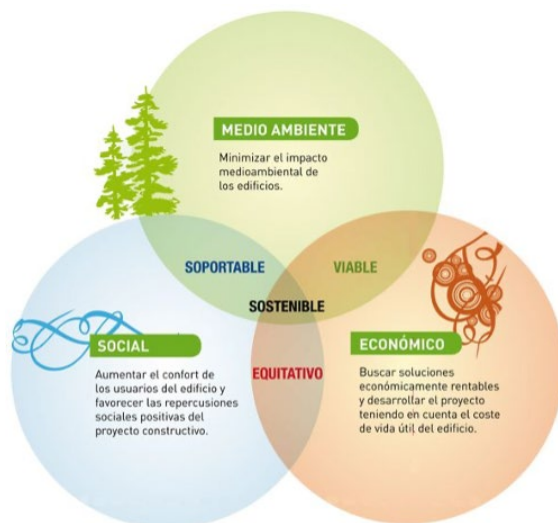 MEDIO AMBIENTE
Minimizar el impacto
medioambiental de
los edificios.
SOPORTABLE
VIABLE
SOSTENIBLE
SOCIAL
Aumentar el confort de
los usuarios del edificio y
favorecer las repercusiones
sociales positivas del
proyecto constructivo.
EQUITATIVO
ECONÓMICO
Buscar soluciones
económicamente rentables
y desarrollar el proyecto
teniendo en cuenta el coste
de vida útil del edificio.